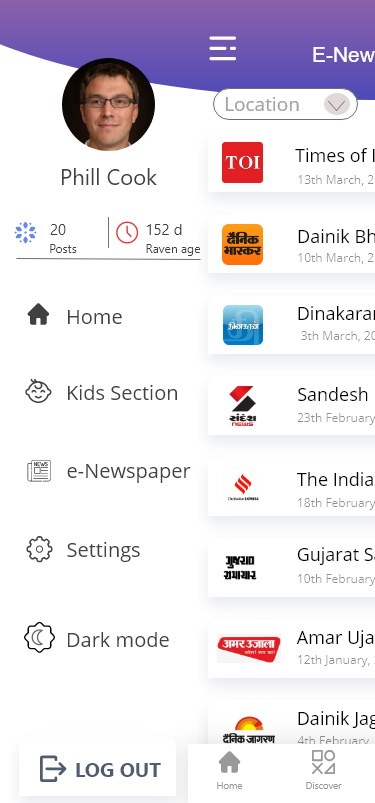 E-New
Location
Phill Cook
20
Posts
152 d
Raven age
Home
Kids Section
NEWS
e-Newspaper
Settings
Dark mode
LOG OUT
TOI
Times of I
13th March, 2
दैनिक
भास्कर
Dainik Bh
10th March, 2
தினகரன்
Dinakaran
3th March, 20
संदेश
NEWS
Sandesh
23th February
The Indian EXPRESS
The India
18th February
ગુજરાત
સમાચાર
Gujarat Sa
10th February
अमर उजाला
Amar Uja
12th January,
दैनिक जागरण
Dainik Jag
4th February,
Home
Discover